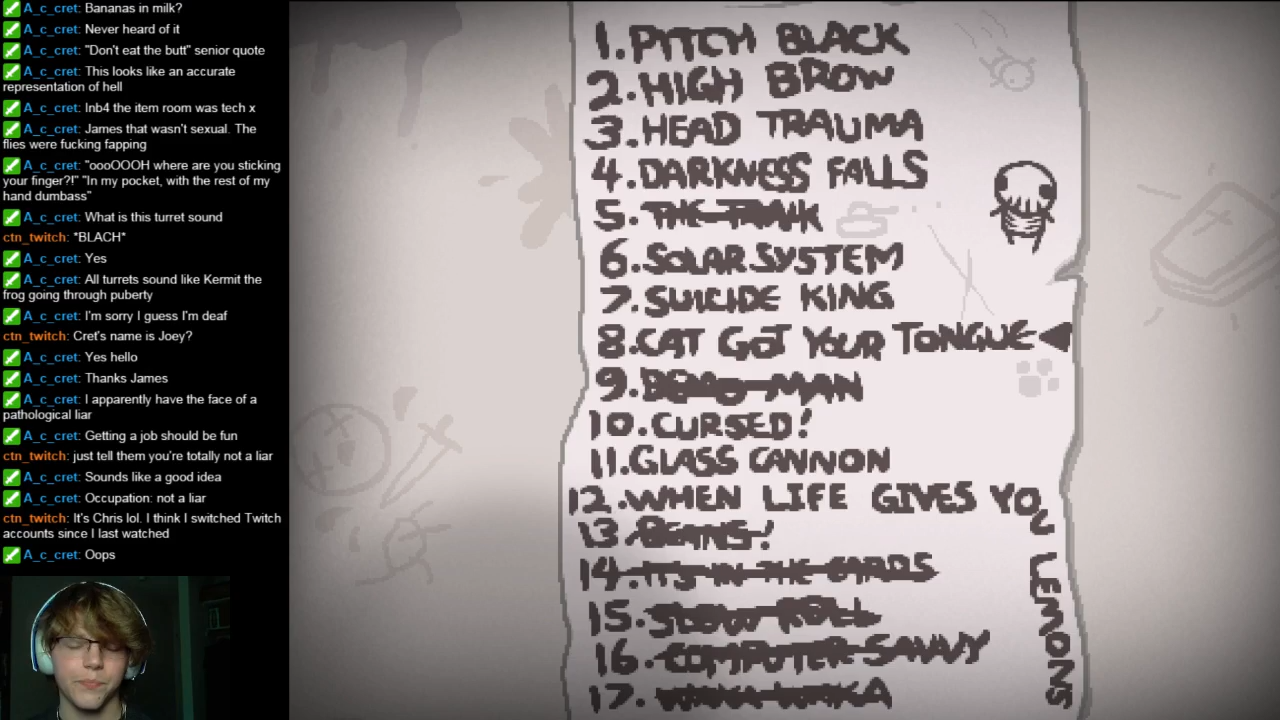 A_c_cret: Bananas in milk?
A_c_cret: Never heard of it
A_c_cret: "Don't eat the butt" senior quote
A_c_cret: This looks like an accurate
representation of hell
A_c_cret: Inb4 the item room was tech x
A_c_cret: James that wasn't sexual. The
flies were fucking fapping
A_c_cret: "oooOOOH where are you sticking
your finger?!" "In my pocket, with the rest of my
hand dumbass"
A_c_cret: What is this turret sound
ctn_twitch: *BLACH*
A_c_cret: Yes
A_c_cret: All turrets sound like Kermit the
frog going through puberty
A_c_cret: I'm sorry I guess I'm deaf
ctn_twitch: Cret's name is Joey?
A_c_cret: Yes hello
A_c_cret: Thanks James
A_c_cret: I apparently have the face of a
pathological liar
A_c_cret: Getting a job should be fun
ctn_twitch: just tell them you're totally not a liar
A_c_cret: Sounds like a good idea
A_c_cret: Occupation: not a liar
ctn_twitch: It's Chris lol. I think I switched Twitch
accounts since I last watched
A_c_cret: Oops
1. PITCH BLACK
2. HIGH BROW
3. HEAD TRAUMA
4. DARKNESS FALLS
5. THE TANK
6. SOLAR SYSTEM
7. SUICIDE KING
8. CAT GOT YOUR TONGUE
9. DEMO MAN
10. CURSED!
11. GLASS CANNON
12. WHEN LIFE GIVES YOU LEMONS
13. BEANS!
14. IT'S IN THE CARDS
15. SLOW ROLL
16. COMPUTER SAVVY
17. WAKA WAKA